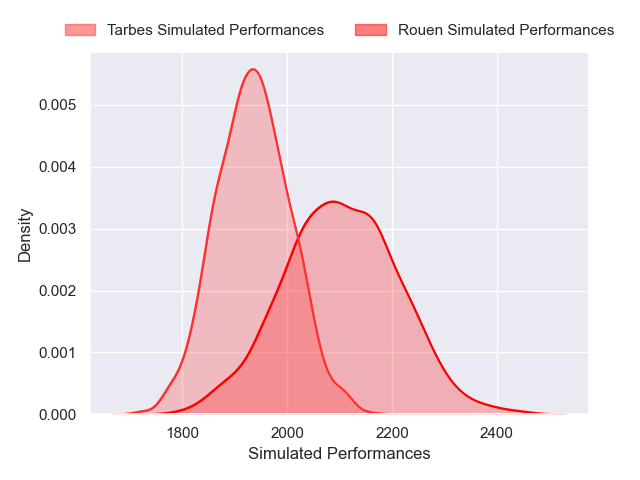 Tarbes Simulated Performances Rouen Simulated Performances
0.005
0.004
0.003
0.002
0.001
0.000
Density
1800 2000 2200 2400
Simulated Performances